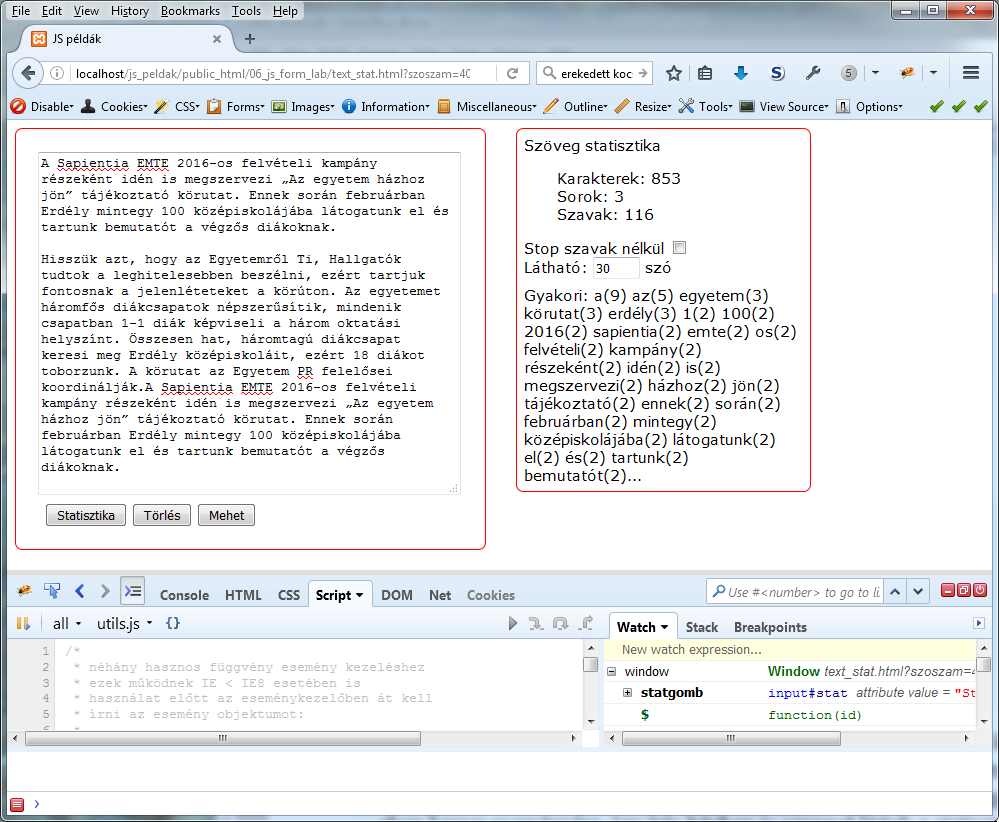 File Edit View History Bookmarks Tools Help
JS példák
localhost/js_peldak/public_html/06_js_form_lab/text_stat.html?szoszam=40
erekedett koc
5
Disable Cookies CSS Forms Images Information Miscellaneous Outline Resize Tools View Source Options
A Sapientia EMTE 2016-os felvételi kampány
részeként idén is megszervezi „Az egyetem házhoz
jön” tájékoztató körutat. Ennek során februárban
Erdély mintegy 100 középiskolájába látogatunk el és
tartunk bemutatót a végzős diákoknak.
Hisszük azt, hogy az Egyetemről Ti, Hallgatók
tudtok a leghitelesebben beszélni, ezért tartjuk
fontosnak a jelenléteteket a körúton. Az egyetemet
háromfős diákcsapatok népszerűsítik, mindenik
csapatban 1-1 diák képviseli a három oktatási
helyszínt. Összesen hat, háromtagú diákcsapat
keresi meg Erdély középiskoláit, ezért 18 diákot
toborzunk. A körutat az Egyetem PR felelősei
koordinálják.A Sapientia EMTE 2016-os felvételi
kampány részeként idén is megszervezi „Az egyetem
házhoz jön” tájékoztató körutat. Ennek során
februárban Erdély mintegy 100 középiskolájába
látogatunk el és tartunk bemutatót a végzős
diákoknak.
Statisztika Törlés Mehet
Szöveg statisztika
Karakterek: 853
Sorok: 3
Szavak: 116
Stop szavak nélkül
Látható: 30 szó
Gyakori: a(9) az(5) egyetem(3)
körutat(3) erdély(3) 1(2) 100(2)
2016(2) sapientia(2) emte(2) os(2)
felvételi(2) kampány(2)
részeként(2) idén(2) is(2)
megszervezi(2) házhoz(2) jön(2)
tájékoztató(2) ennek(2) során(2)
februárban(2) mintegy(2)
középiskolájába(2) látogatunk(2)
el(2) és(2) tartunk(2)
bemutatót(2)...
Console HTML CSS Script DOM Net Cookies
Use #<number> to go to li
all utils.js {}
Watch Stack Breakpoints
1 /*
2 * néhány hasznos függvény esemény kezeléshez
3 * ezek működnek IE < IE8 esetében is
4 * használat előtt az eseménykezelőben át kell
5 * írni az esemény objektumot:
6 *
New watch expression...
window Window text_stat.html?szoszam=4
statgomb input#stat attribute value = "St
$ function(id)